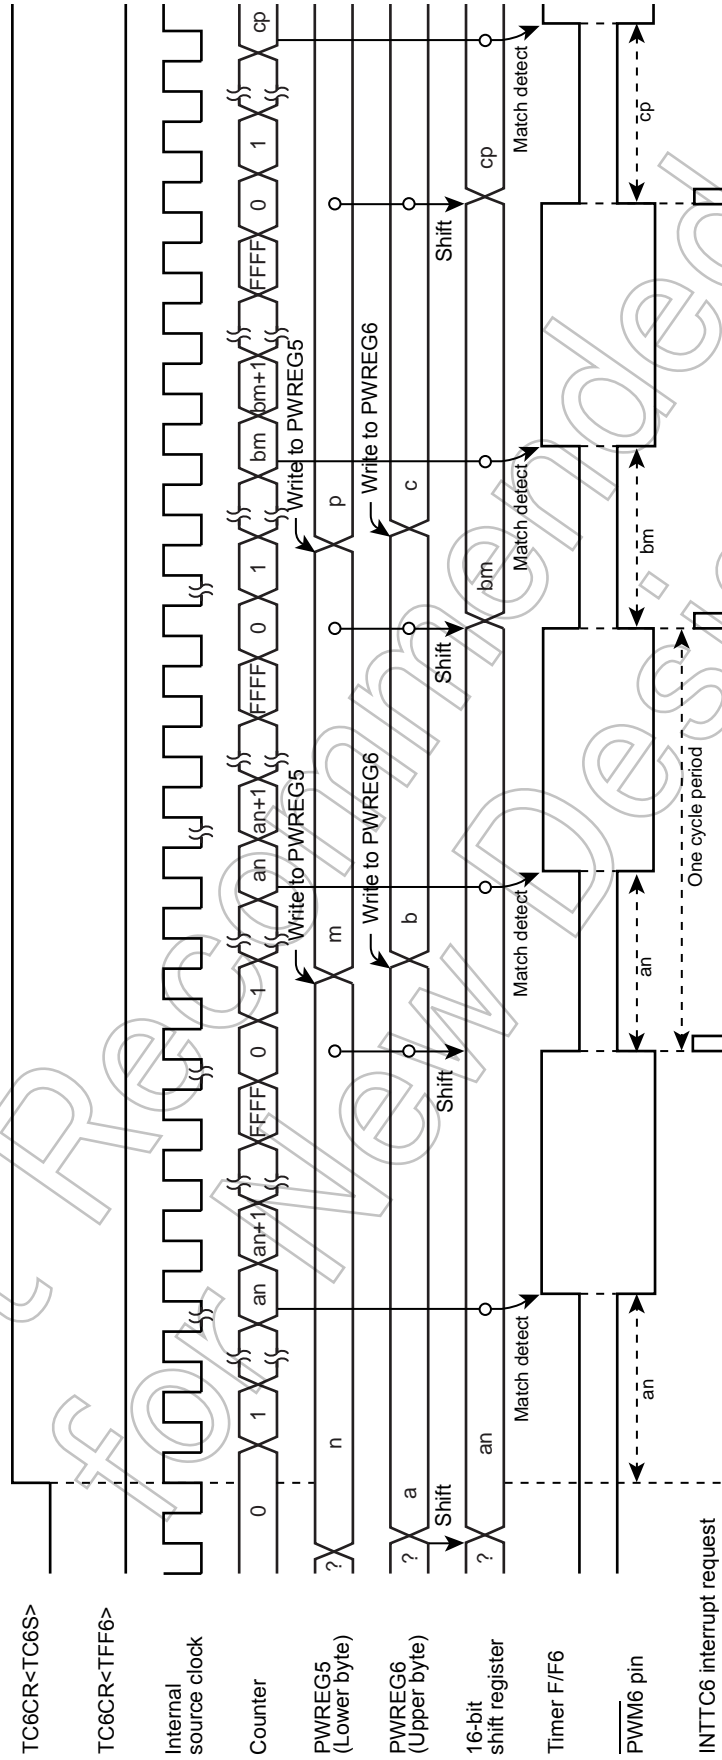 TC6CR<TC6S>
TC6CR<TFF6>
Internal
source clock
Counter
0 1 an an+1 FFFF 0 1 an an+1 FFFF 0 1 bm bm+1 FFFF 0 1 cp
Write to PWREG5
Write to PWREG5
PWREG5
(Lower byte)
? n m p
Write to PWREG6
Write to PWREG6
PWREG6
(Upper byte)
? a b c
Shift
Shift
Shift
Shift
16-bit
shift register
? an bm cp
Match detect
Match detect
Match detect
Match detect
Timer F/F6
PWM6 pin
an an bm cp
One cycle period
INTTC6 interrupt request
t Recommended
for New Desi